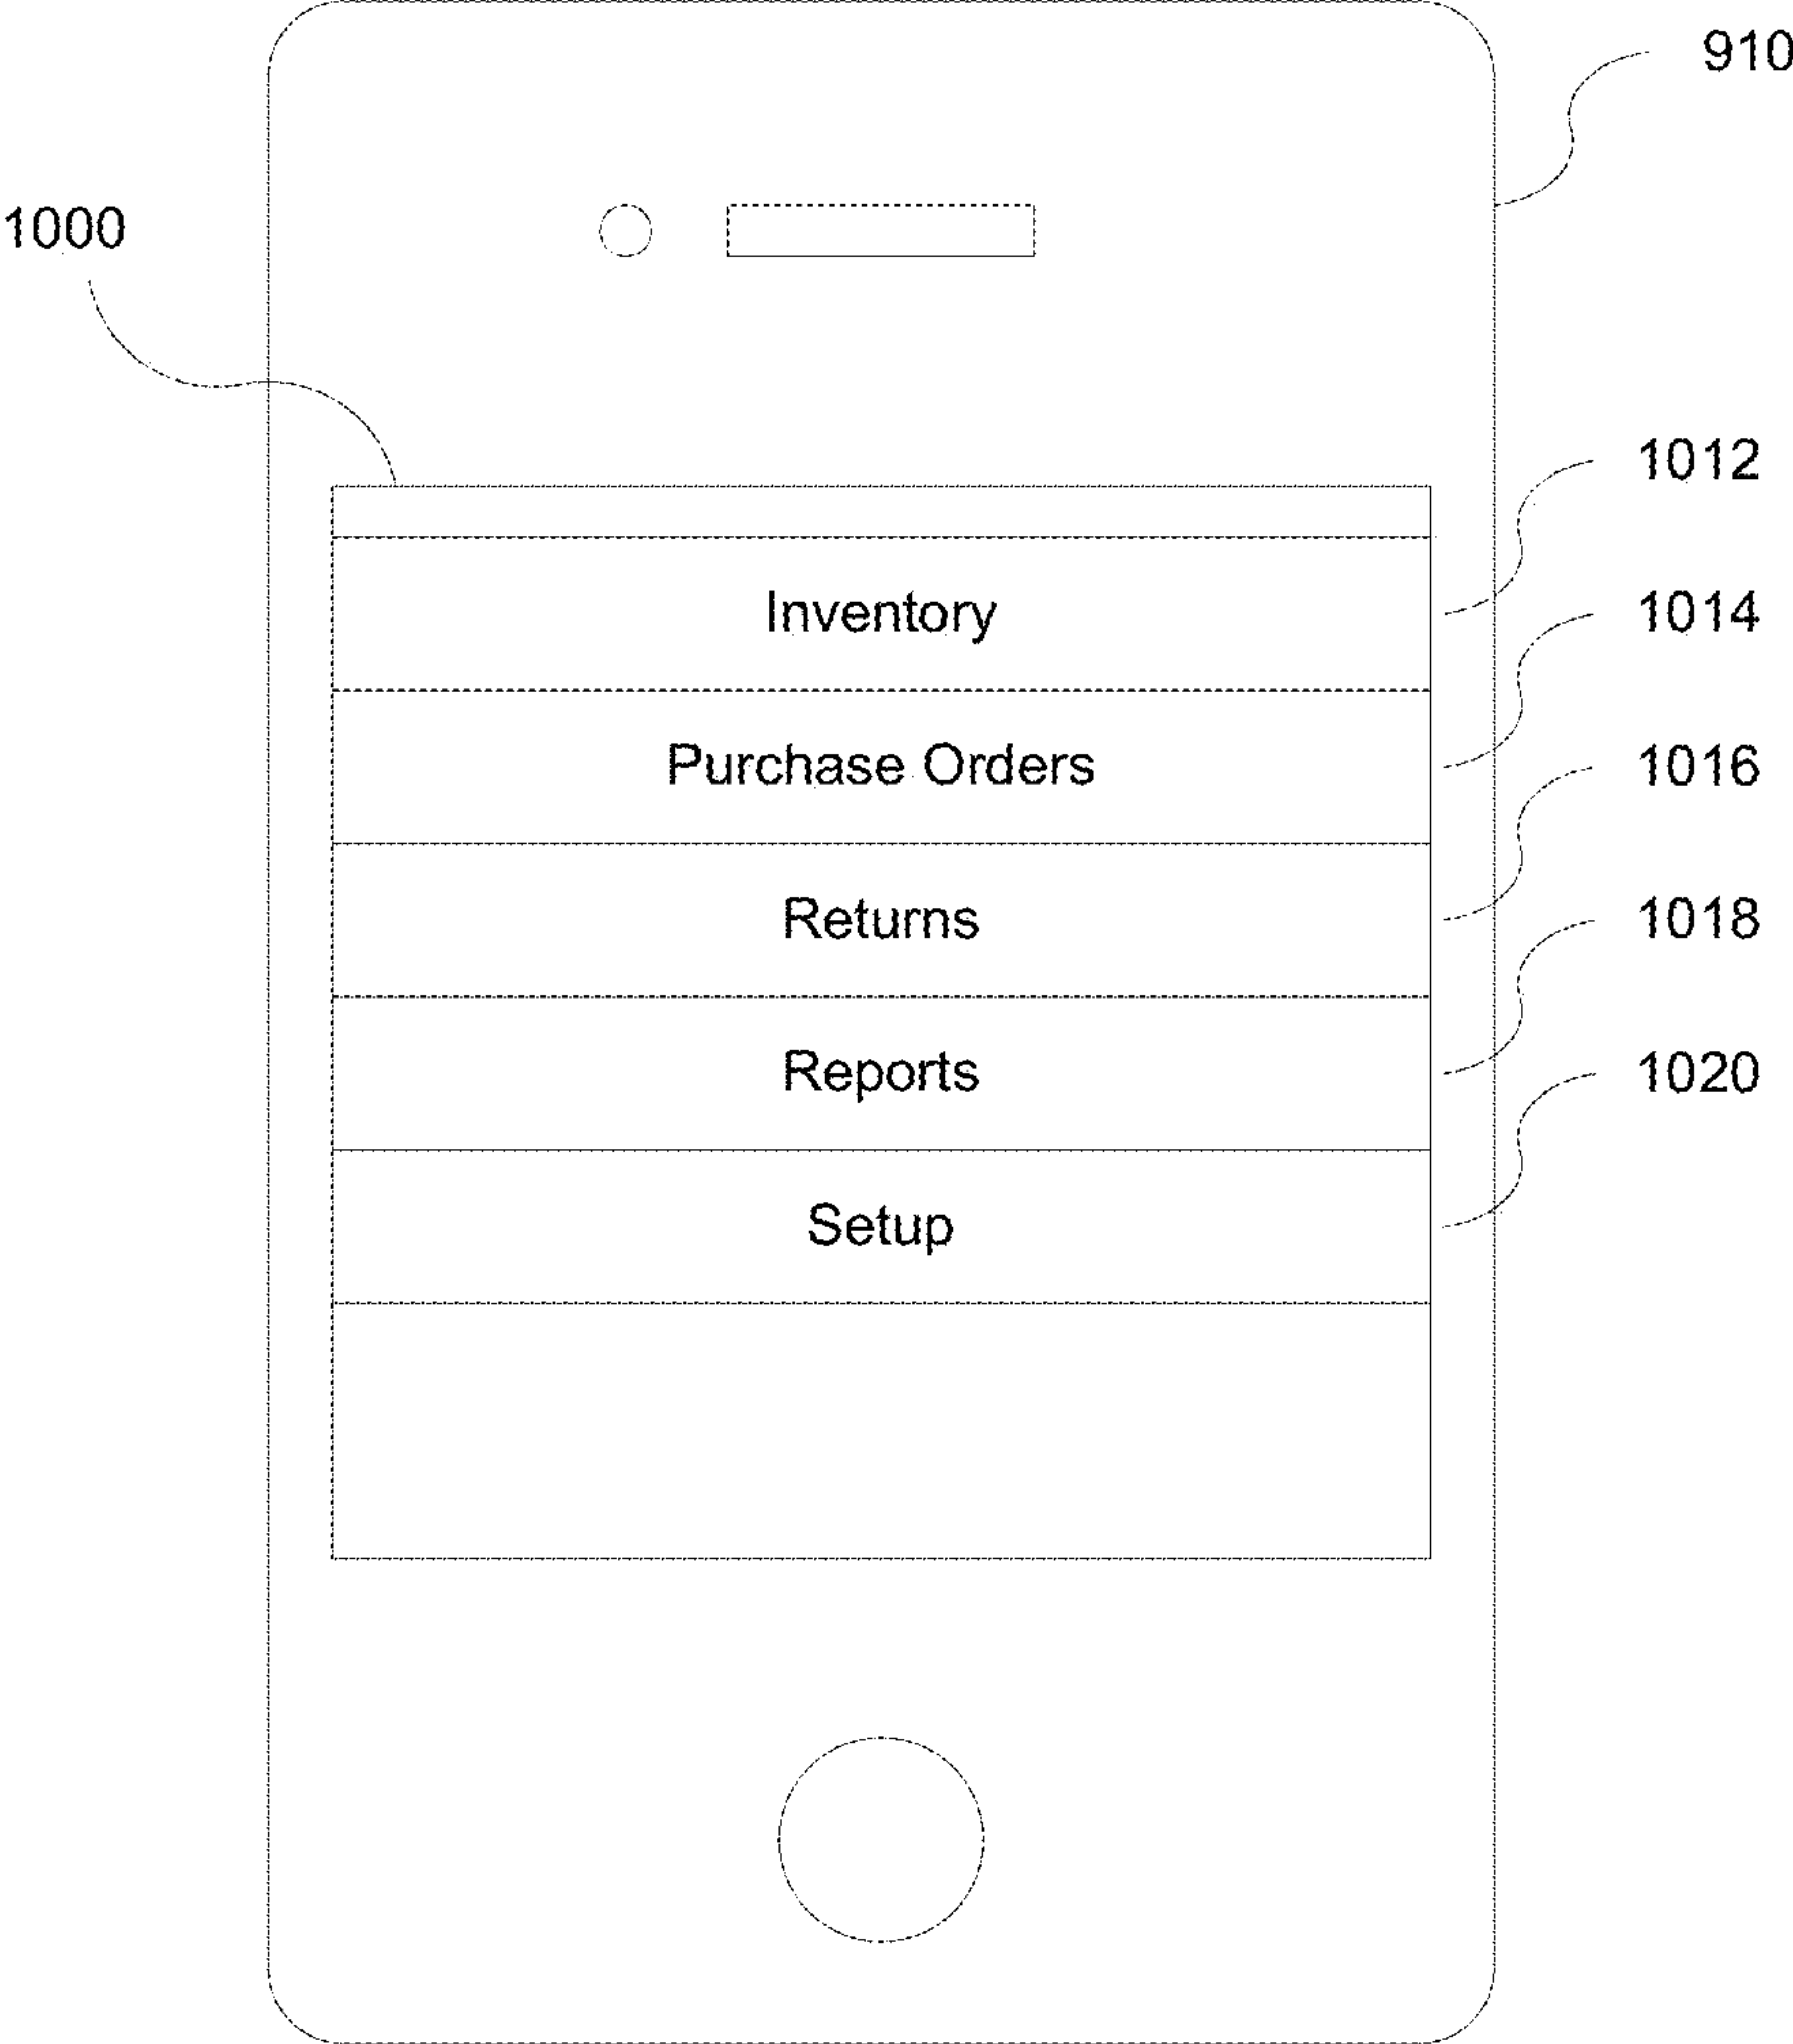 910
1000
1012
Inventory
1014
Purchase Orders
1016
Returns
1018
Reports
1020
Setup